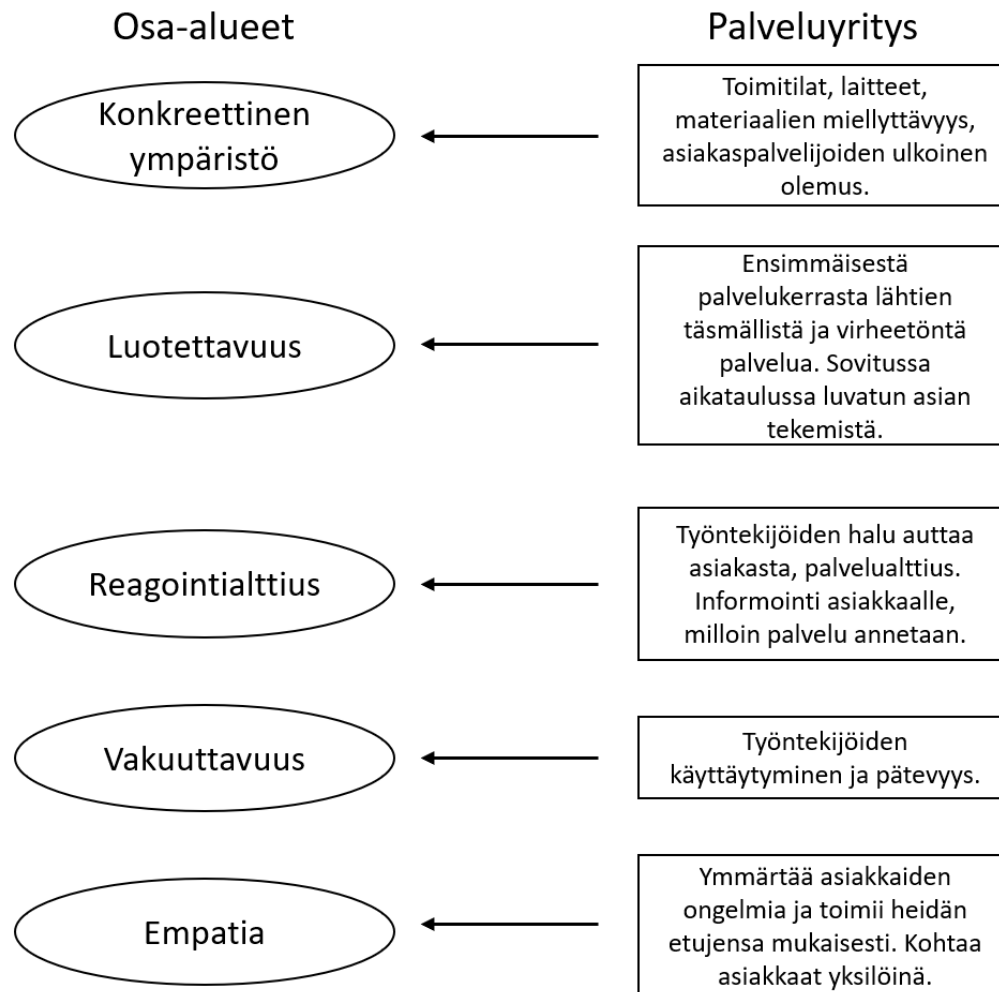 Osa-alueet
Palveluyritys
Konkreettinen
ympäristö
Toimitilat, laitteet,
materiaalien miellyttävyys,
asiakaspalvelijoiden ulkoinen
olemus.
Luotettavuus
Ensimmäisestä
palvelukerrasta lähtien
täsmällistä ja virheetöntä
palvelua. Sovitussa
aikataulussa luvatun asian
tekemistä.
Reagointialttius
Työntekijöiden halu auttaa
asiakasta, palvelualttius.
Informointi asiakkaalle,
milloin palvelu annetaan.
Vakuuttavuus
Työntekijöiden
käyttäytyminen ja pätevyys.
Empatia
Ymmärtää asiakkaiden
ongelmia ja toimii heidän
etujensa mukaisesti. Kohtaa
asiakkaat yksilöinä.